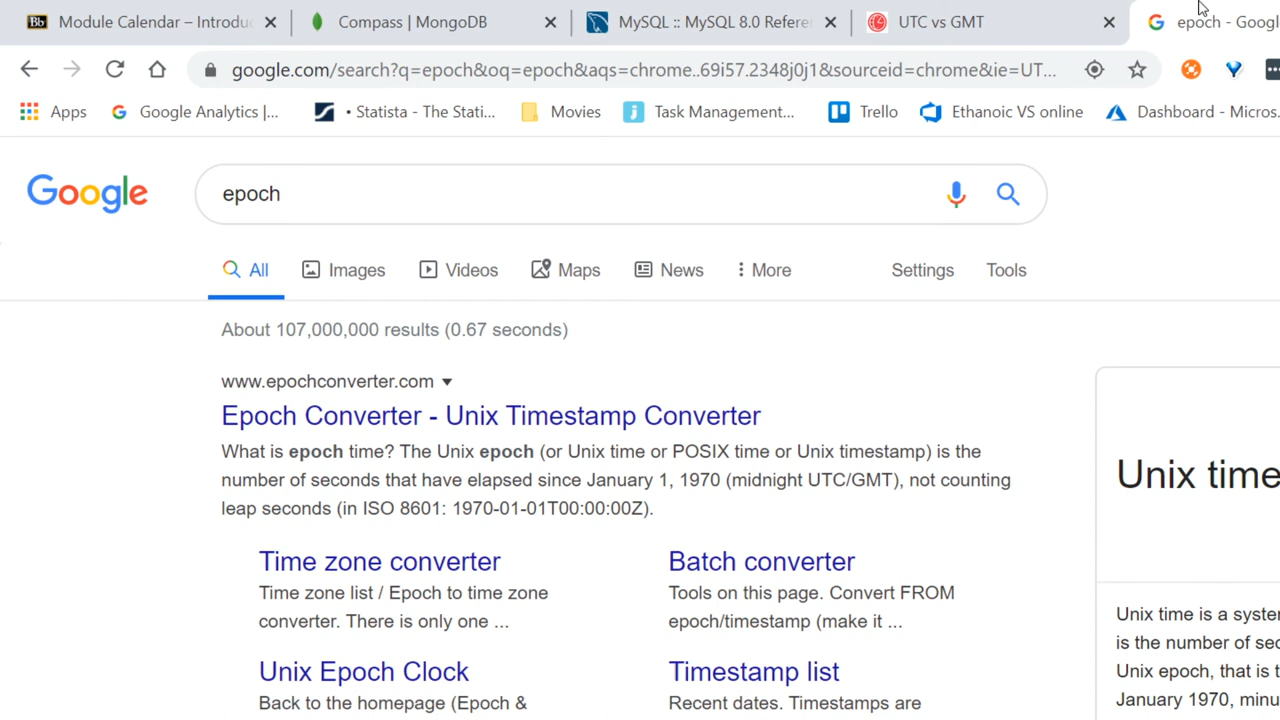 Module Calendar – Introduc
Compass | MongoDB
MySQL :: MySQL 8.0 Refere
UTC vs GMT
epoch - Googl
google.com/search?q=epoch&oq=epoch&aqs=chrome..69i57.2348j0j1&sourceid=chrome&ie=UT...
Apps
Google Analytics |...
• Statista - The Stati...
Movies
Task Management...
Trello
Ethanoic VS online
Dashboard - Micros.
Google
epoch
All
Images
Videos
Maps
News
More
Settings
Tools
About 107,000,000 results (0.67 seconds)
www.epochconverter.com
Epoch Converter - Unix Timestamp Converter
What is epoch time? The Unix epoch (or Unix time or POSIX time or Unix timestamp) is the
number of seconds that have elapsed since January 1, 1970 (midnight UTC/GMT), not counting
leap seconds (in ISO 8601: 1970-01-01T00:00:00Z).
Time zone converter
Time zone list / Epoch to time zone
converter. There is only one ...
Batch converter
Tools on this page. Convert FROM
epoch/timestamp (make it ...
Unix Epoch Clock
Back to the homepage (Epoch &
Timestamp list
Recent dates. Timestamps are
Unix time
Unix time is a syste
is the number of sec
Unix epoch, that is t
January 1970, minu